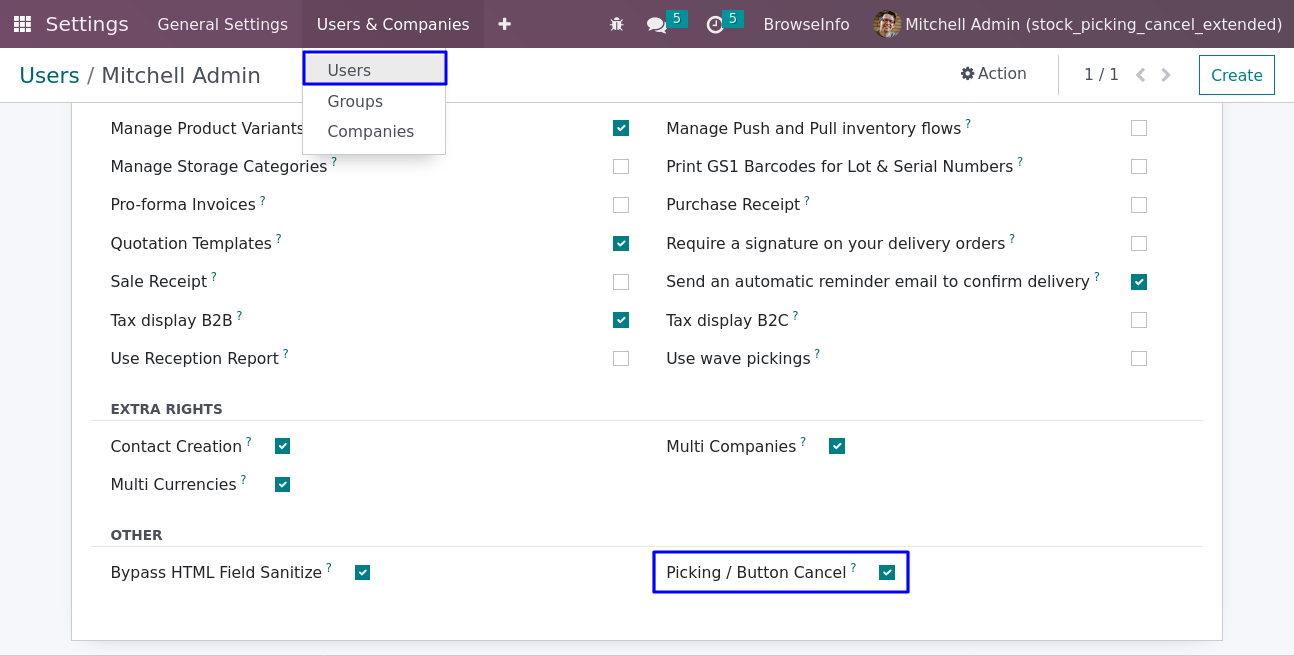 Settings General Settings Users & Companies 5 5 BrowseInfo Mitchell Admin (stock_picking_cancel_extended)
Users / Mitchell Admin Action 1 / 1 Create
Users
Groups
Companies
Manage Product Variants Manage Push and Pull inventory flows ?
Manage Storage Categories ? Print GS1 Barcodes for Lot & Serial Numbers ?
Pro-forma Invoices ? Purchase Receipt ?
Quotation Templates ? Require a signature on your delivery orders ?
Sale Receipt ? Send an automatic reminder email to confirm delivery ?
Tax display B2B ? Tax display B2C ?
Use Reception Report ? Use wave pickings ?
EXTRA RIGHTS
Contact Creation ? Multi Companies ?
Multi Currencies ?
OTHER
Bypass HTML Field Sanitize ? Picking / Button Cancel ?